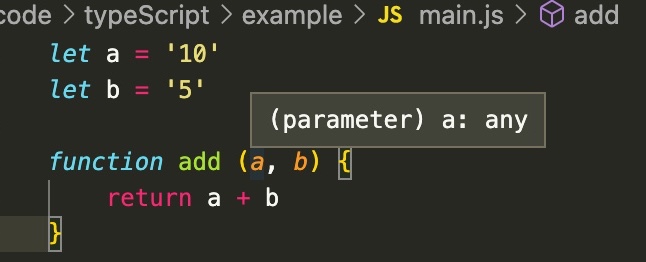 code > typeScript > example > JS main.js > add
let a = '10'
let b = '5'
(parameter) a: any
function add (a, b) {
return a + b
}